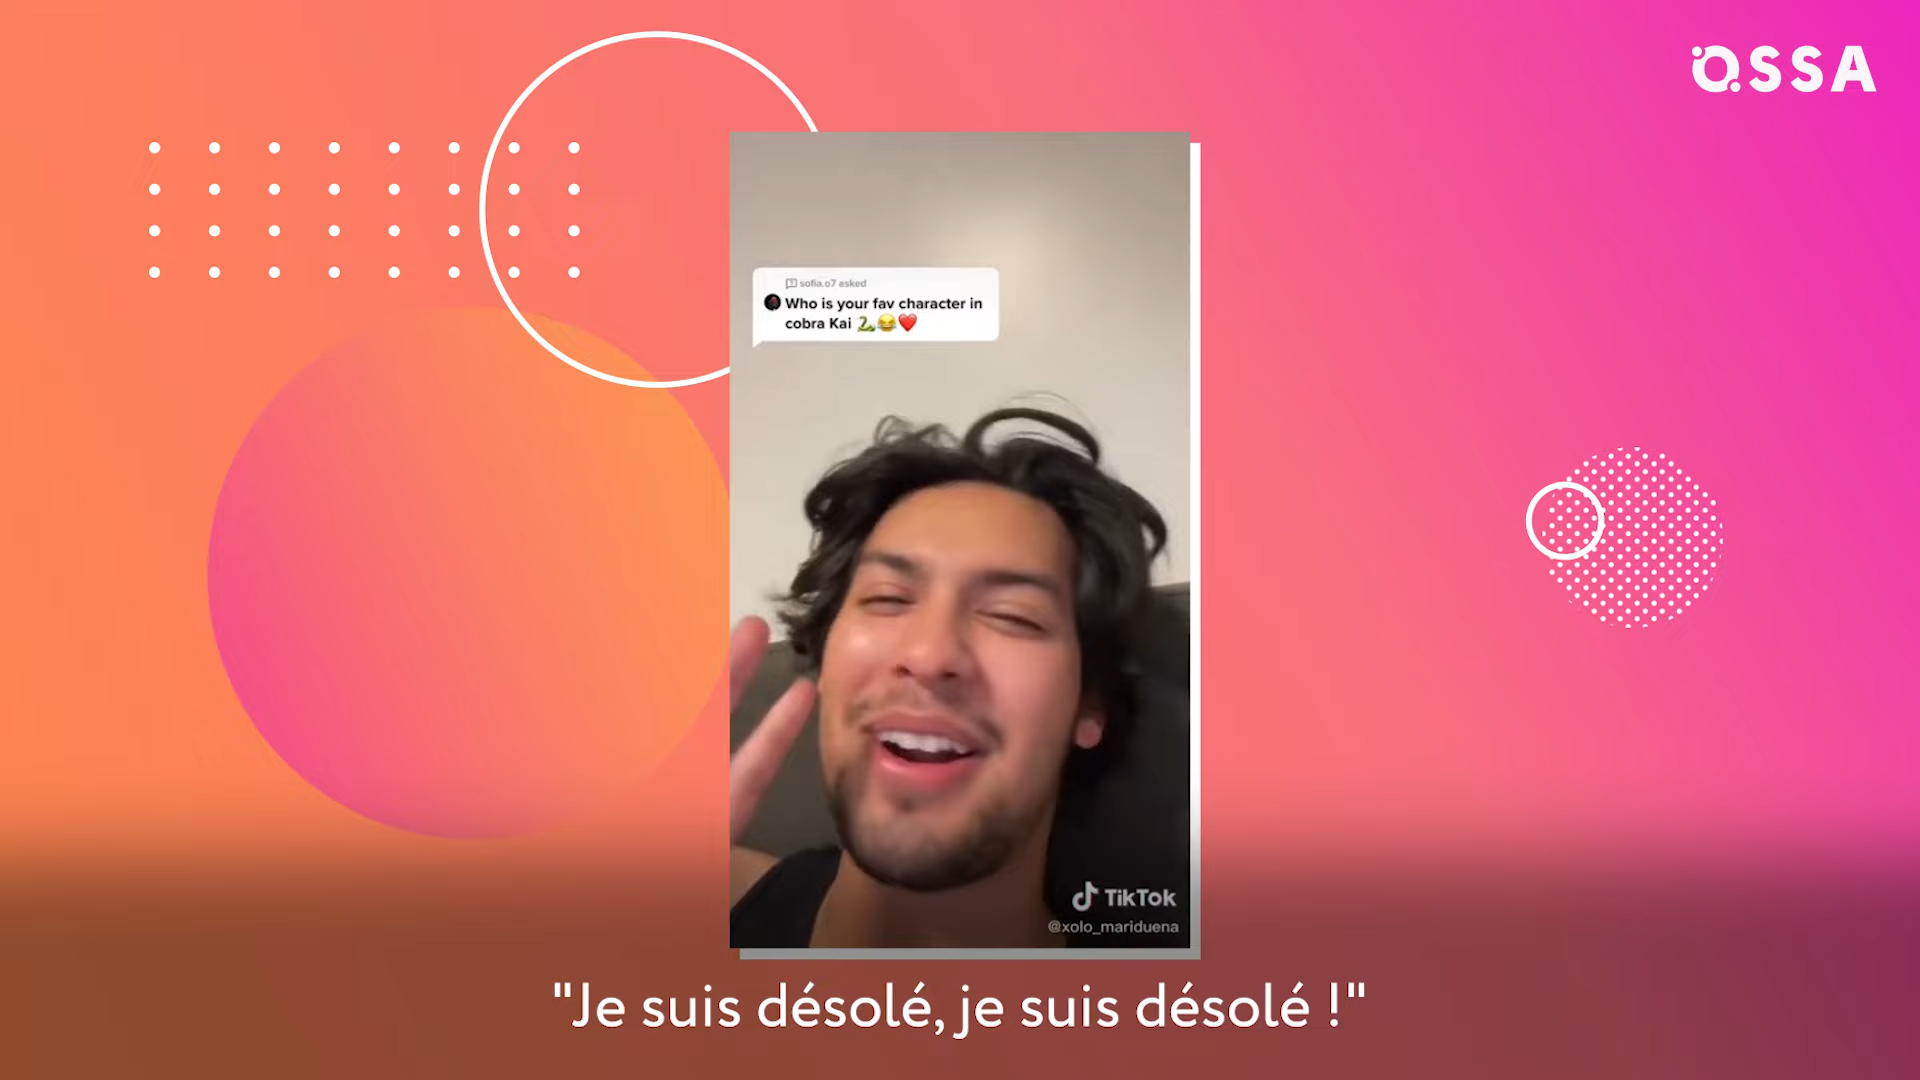 OSSA
sofia.o7 asked
Who is your fav character in
cobra Kai 🐍😂❤️
TikTok
@xolo_mariduena
"Je suis désolé, je suis désolé !"